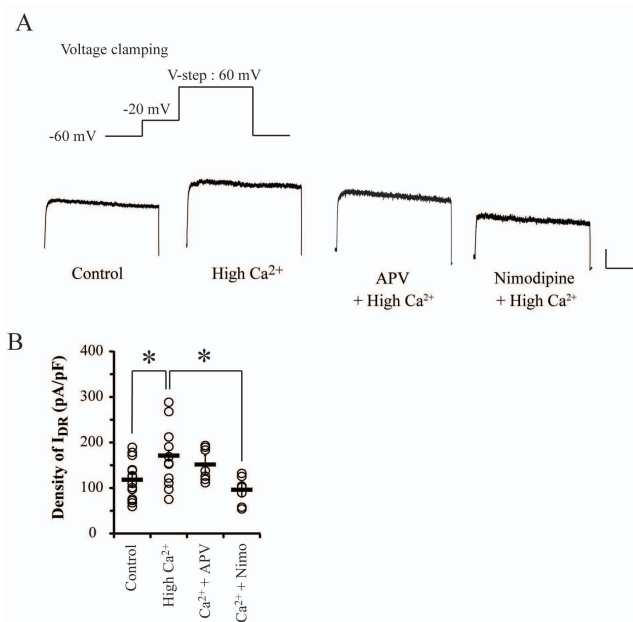 A
Voltage clamping
V-step : 60 mV
-20 mV
-60 mV
Control
High Ca²⁺
APV
+ High Ca²⁺
Nimodipine
+ High Ca²⁺
B
Density of I_DR (pA/pF)
400
300
200
100
0
*
*
Control
High Ca²⁺
Ca²⁺ + APV
Ca²⁺ + Nimo